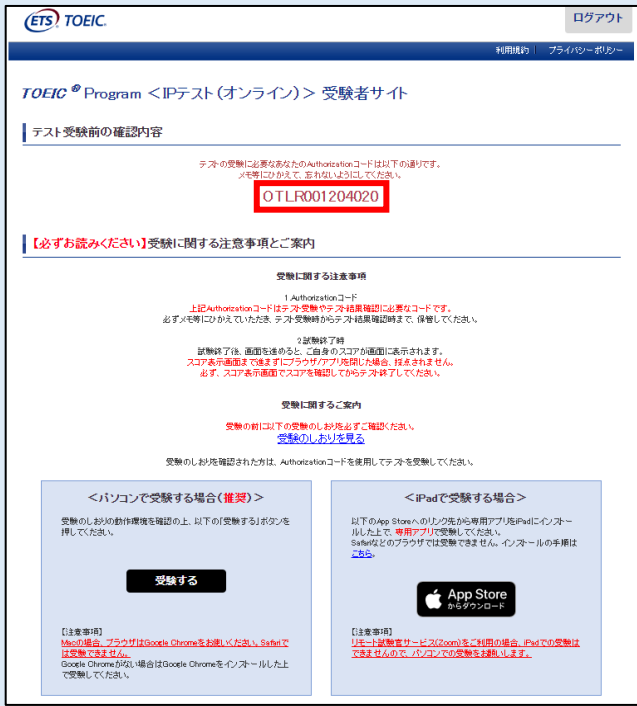 ETS TOEIC.
ログアウト
利用規約 プライバシーポリシー
TOEIC ® Program <IPテスト(オンライン)> 受験者サイト
テスト受験前の確認内容
テストの受験に必要なあなたのAuthorizationコードは以下の通りです。
メモ等にひかえて、忘れないようにしてください。
OTLR001204020
【必ずお読みください】受験に関する注意事項とご案内
受験に関する注意事項
1.Authorizationコード
上記Authorizationコードはテスト受験やテスト結果確認に必要なコードです。
必ずメモ等にひかえていただき、テスト受験時からテスト結果確認時まで、保管してください。
2.試験終了時
試験終了後、画面を進めると、ご自身のスコアが画面に表示されます。
スコア表示画面まで進まずにブラウザ/アプリを閉じた場合、採点されません。
必ず、スコア表示画面でスコアを確認してからテスト終了してください。
受験に関するご案内
受験の前に以下の受験のしおりを必ずご確認ください。
受験のしおりを見る
受験のしおりを確認された方は、Authorizationコードを使用してテストを受験してください。
<パソコンで受験する場合(推奨)>
受験のしおりの動作環境を確認の上、以下の「受験する」ボタンを
押してください。
受験する
【注意事項】
Macの場合、ブラウザはGoogle Chromeをお使いください。Safariで
は受験できません。
Google Chromeがない場合はGoogle Chromeをインストールした上
で受験してください。
<iPadで受験する場合>
以下のApp Storeへのリンク先から専用アプリをiPadにインストー
ルした上で、専用アプリで受験してください。
Safariなどのブラウザでは受験できません。インストールの手順は
こちら。
App Store
からダウンロード
【注意事項】
リモート試験官サービス(Zoom)をご利用の場合、iPadでの受験は
できませんので、パソコンでの受験をお願いします。